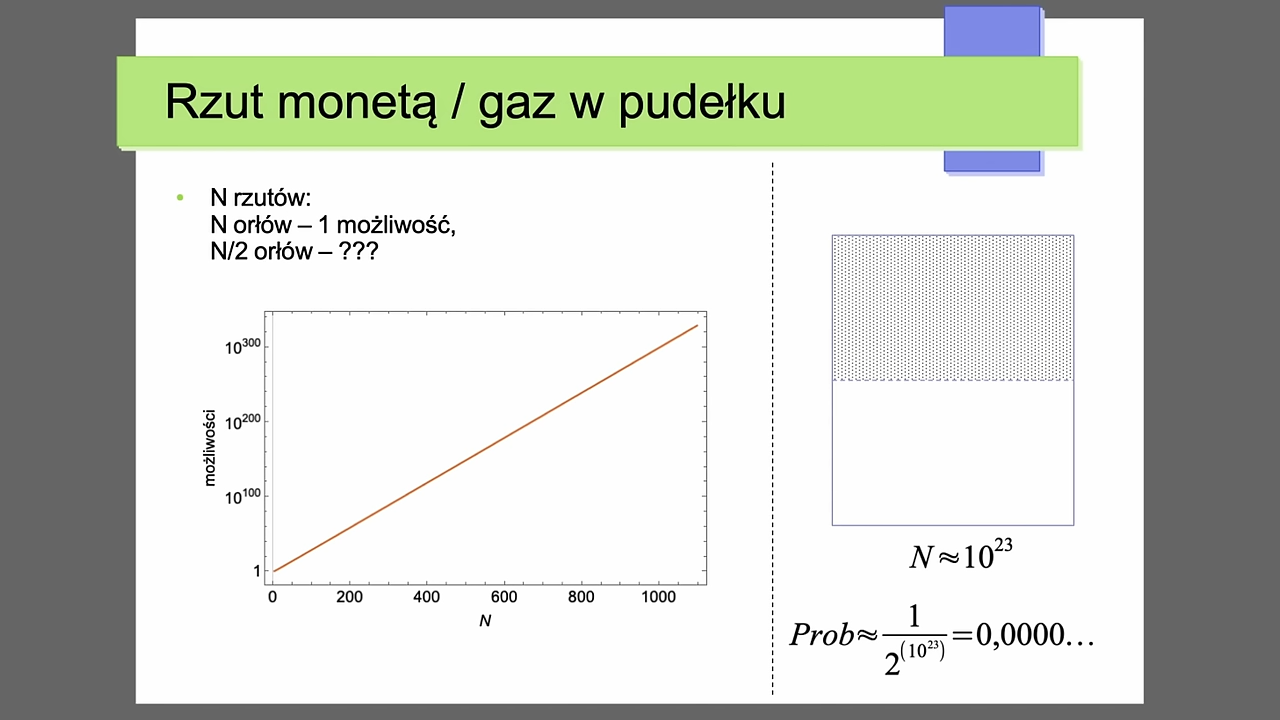 Rzut monetą / gaz w pudełku
• N rzutów:
N orłów – 1 możliwość,
N/2 orłów – ???
możliwości
10^300
10^200
10^100
1
0 200 400 600 800 1000
N
N≈10^23
Prob≈1/2^(10^23)=0,0000…